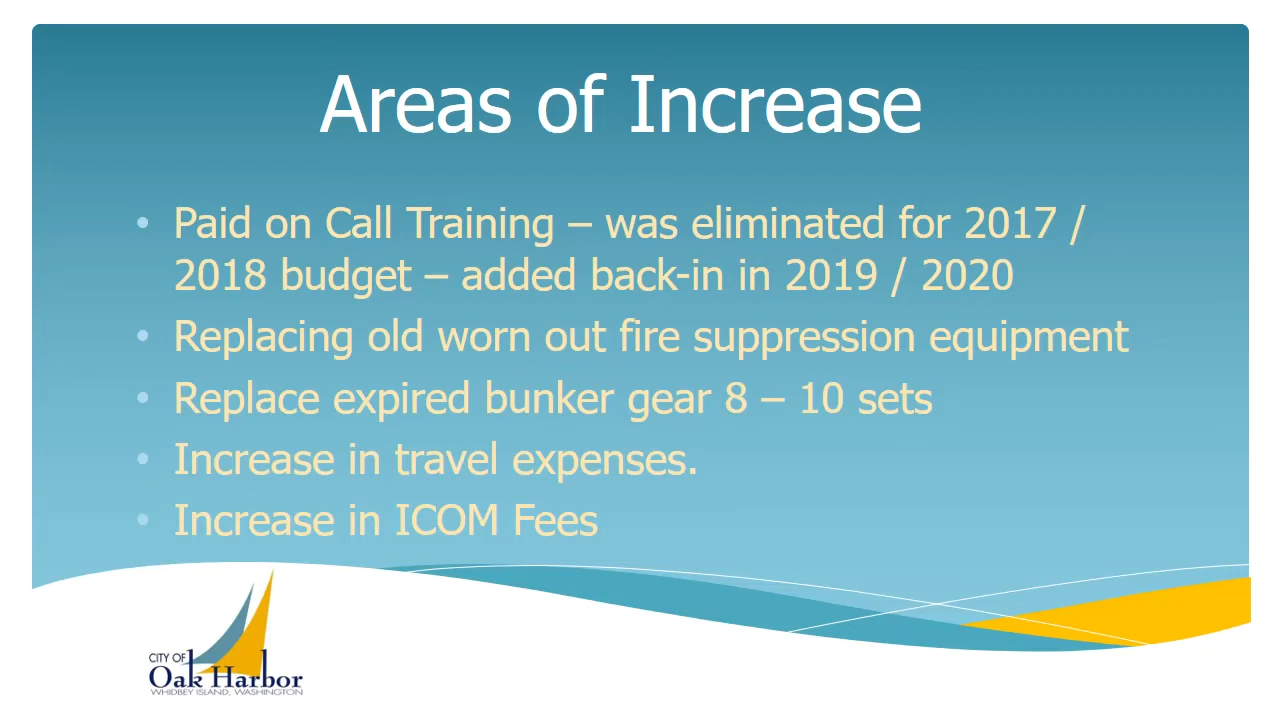 Areas of Increase
• Paid on Call Training – was eliminated for 2017 /
2018 budget – added back-in in 2019 / 2020
• Replacing old worn out fire suppression equipment
• Replace expired bunker gear 8 – 10 sets
• Increase in travel expenses.
• Increase in ICOM Fees
CITY OF
Oak Harbor
WHIDBEY ISLAND, WASHINGTON